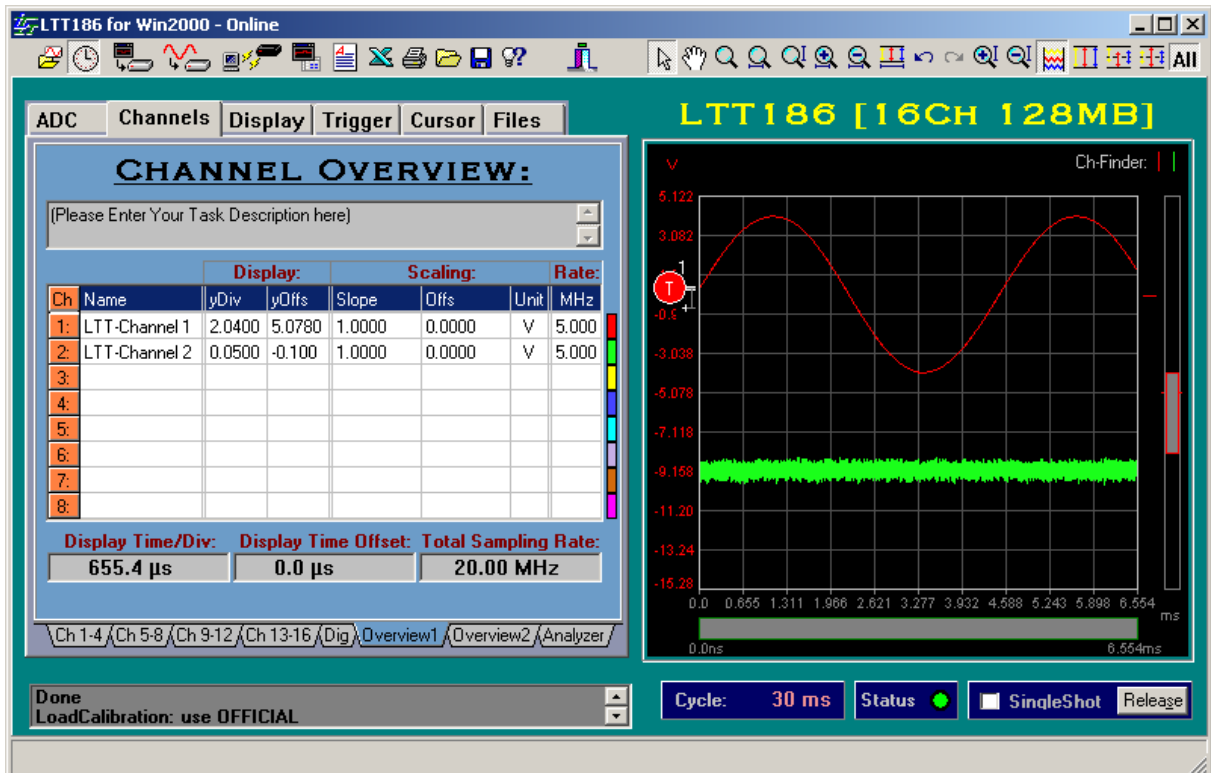 LTT186 for Win2000 - Online
All
ADC Channels Display Trigger Cursor Files
CHANNEL OVERVIEW:
(Please Enter Your Task Description here)
Display: Scaling: Rate:
Ch Name yDiv yOffs Slope Offs Unit MHz
1: LTT-Channel 1 2.0400 5.0780 1.0000 0.0000 V 5.000
2: LTT-Channel 2 0.0500 -0.100 1.0000 0.0000 V 5.000
3:
4:
5:
6:
7:
8:
Display Time/Div: Display Time Offset: Total Sampling Rate:
655.4 µs 0.0 µs 20.00 MHz
Ch 1-4 Ch 5-8 Ch 9-12 Ch 13-16 Dig Overview1 Overview2 Analyzer
Done
LoadCalibration: use OFFICIAL
LTT186 [16CH 128MB]
V Ch-Finder:
5.122
3.082
1
T
-3.038
-5.078
-7.118
-9.158
-11.20
-13.24
-15.28
0.0 0.655 1.311 1.966 2.621 3.277 3.932 4.588 5.243 5.898 6.554
ms
0.0ns 6.554ms
Cycle: 30 ms Status SingleShot Release